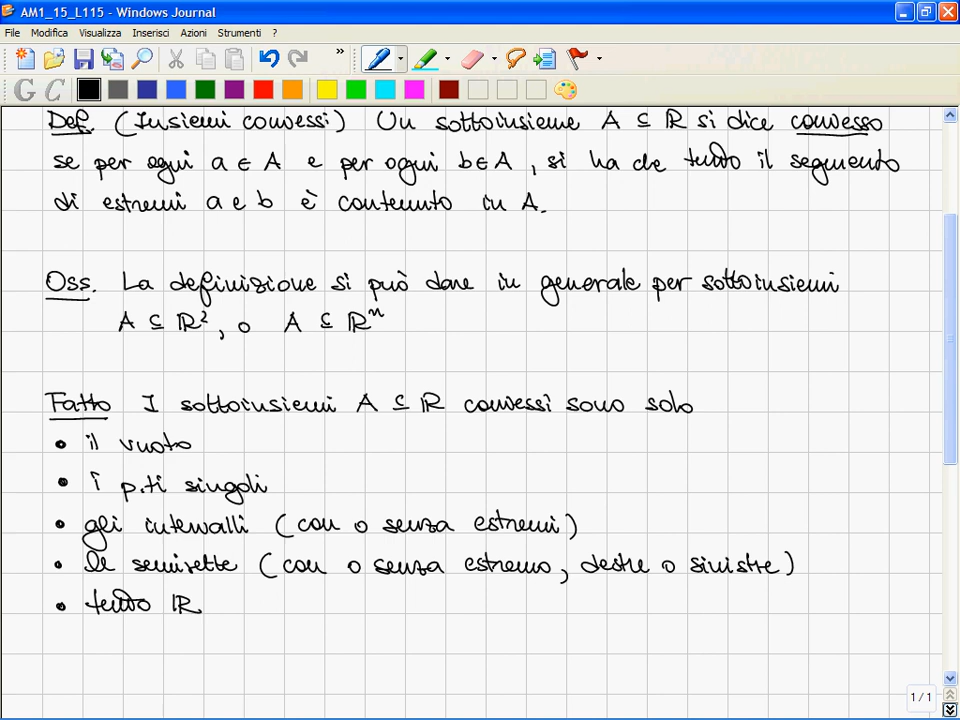 AM1_15_L115 - Windows Journal
File Modifica Visualizza Inserisci Azioni Strumenti ?
Def. (Insiemi convessi) Un sottoinsieme A ⊆ ℝ si dice convesso
se per ogni a ∈ A e per ogni b ∈ A, si ha che tutto il segmento
di estremi a e b è contenuto in A.
Oss. La definizione si può dare in generale per sottoinsiemi
A ⊆ ℝ², o A ⊆ ℝⁿ
Fatto I sottoinsiemi A ⊆ ℝ convessi sono solo
• il vuoto
• i p.ti singoli
• gli intervalli (con o senza estremi)
• le semirette (con o senza estremo, destre o sinistre)
• tutto ℝ
1 / 1